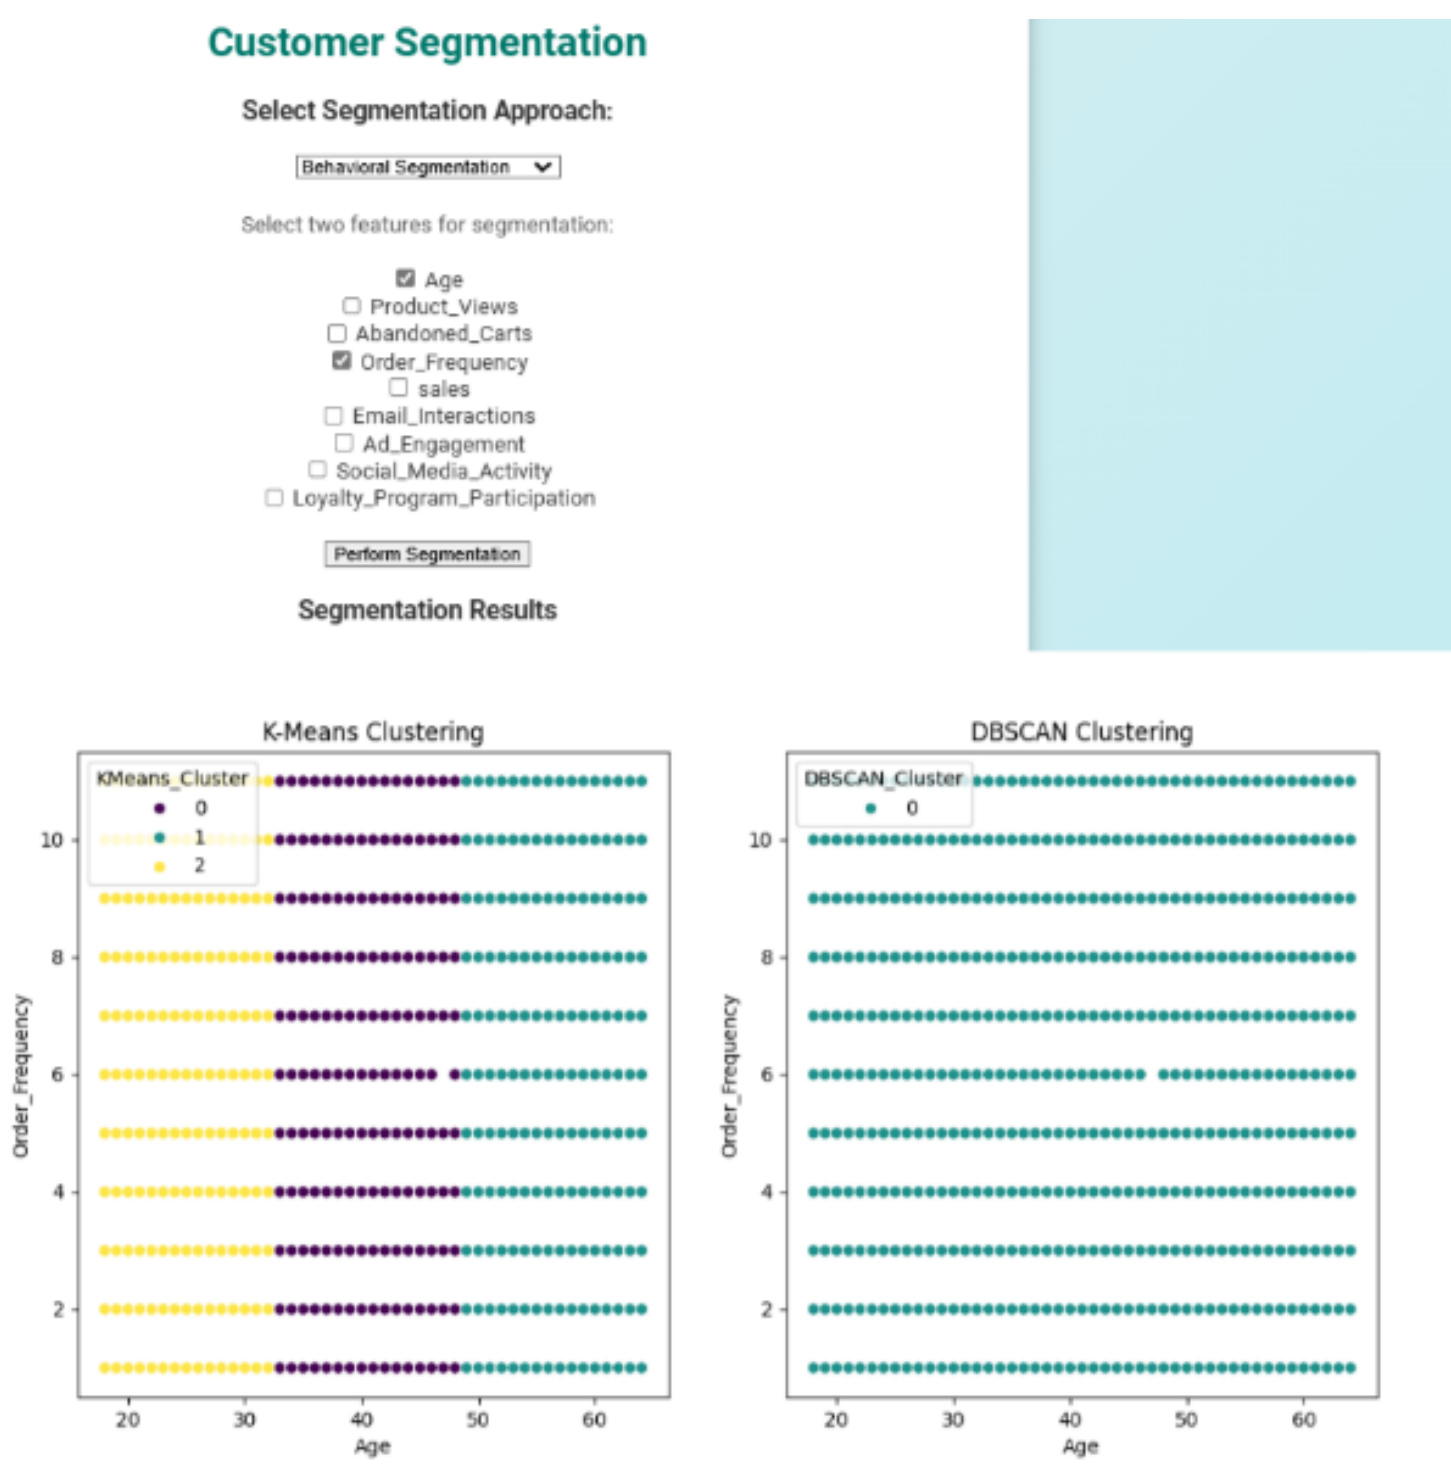 Customer Segmentation
Select Segmentation Approach:
Behavioral Segmentation
Select two features for segmentation:
Age
Product_Views
Abandoned_Carts
Order_Frequency
sales
Email_Interactions
Ad_Engagement
Social_Media_Activity
Loyalty_Program_Participation
Perform Segmentation
Segmentation Results
K-Means Clustering
KMeans_Cluster
0
1
2
10
8
6
4
2
Order_Frequency
20 30 40 50 60
Age
DBSCAN Clustering
DBSCAN_Cluster
0
10
8
6
4
2
Order_Frequency
20 30 40 50 60
Age